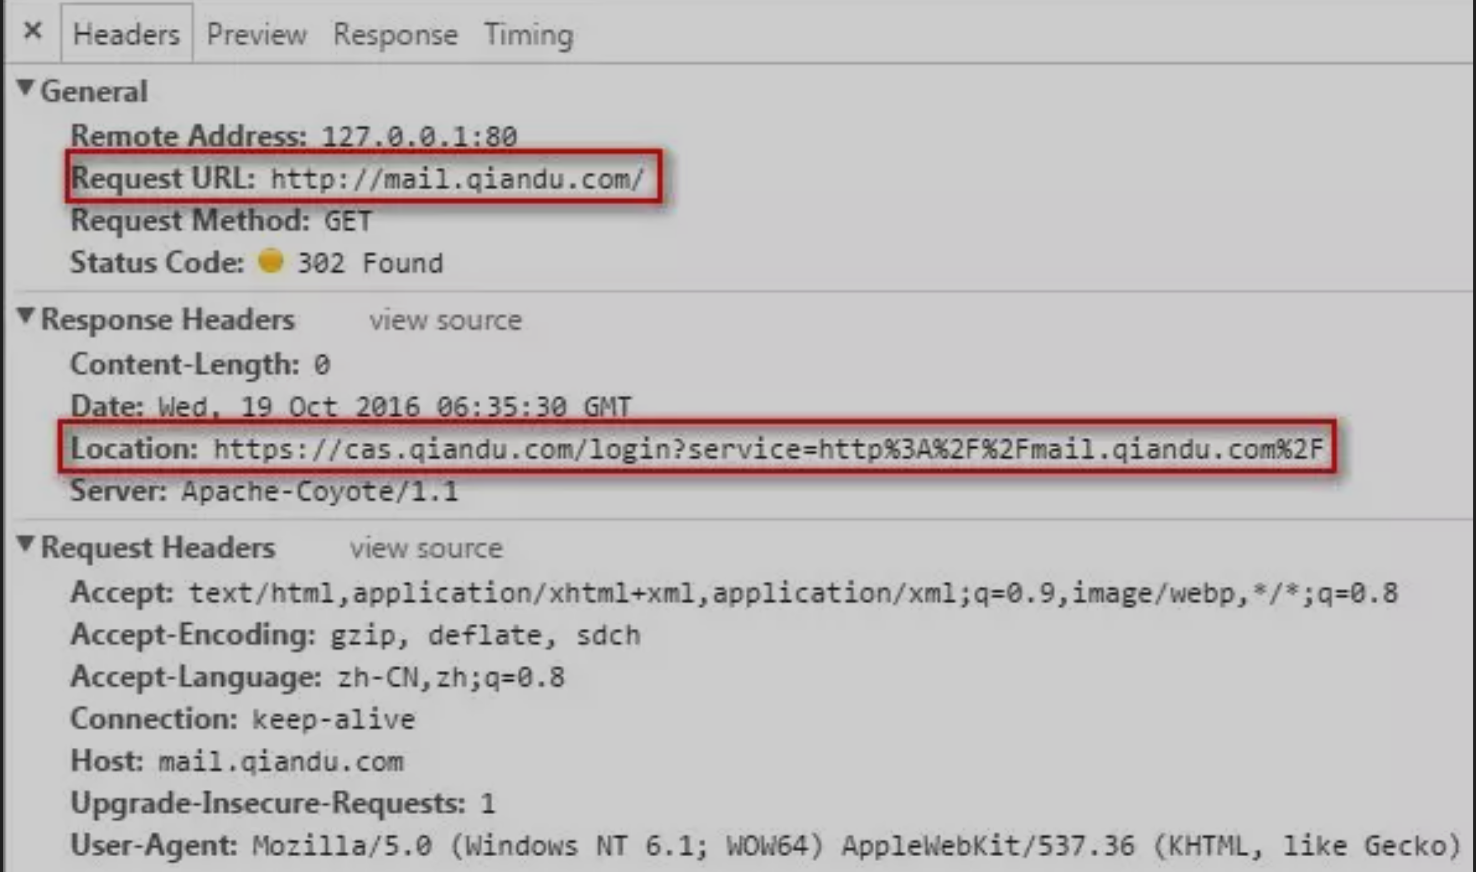 × Headers Preview Response Timing
▼ General
Remote Address: 127.0.0.1:80
Request URL: http://mail.qiandu.com/
Request Method: GET
Status Code: 302 Found
▼ Response Headers view source
Content-Length: 0
Date: Wed, 19 Oct 2016 06:35:30 GMT
Location: https://cas.qiandu.com/login?service=http%3A%2F%2Fmail.qiandu.com%2F
Server: Apache-Coyote/1.1
▼ Request Headers view source
Accept: text/html,application/xhtml+xml,application/xml;q=0.9,image/webp,*/*;q=0.8
Accept-Encoding: gzip, deflate, sdch
Accept-Language: zh-CN,zh;q=0.8
Connection: keep-alive
Host: mail.qiandu.com
Upgrade-Insecure-Requests: 1
User-Agent: Mozilla/5.0 (Windows NT 6.1; WOW64) AppleWebKit/537.36 (KHTML, like Gecko)